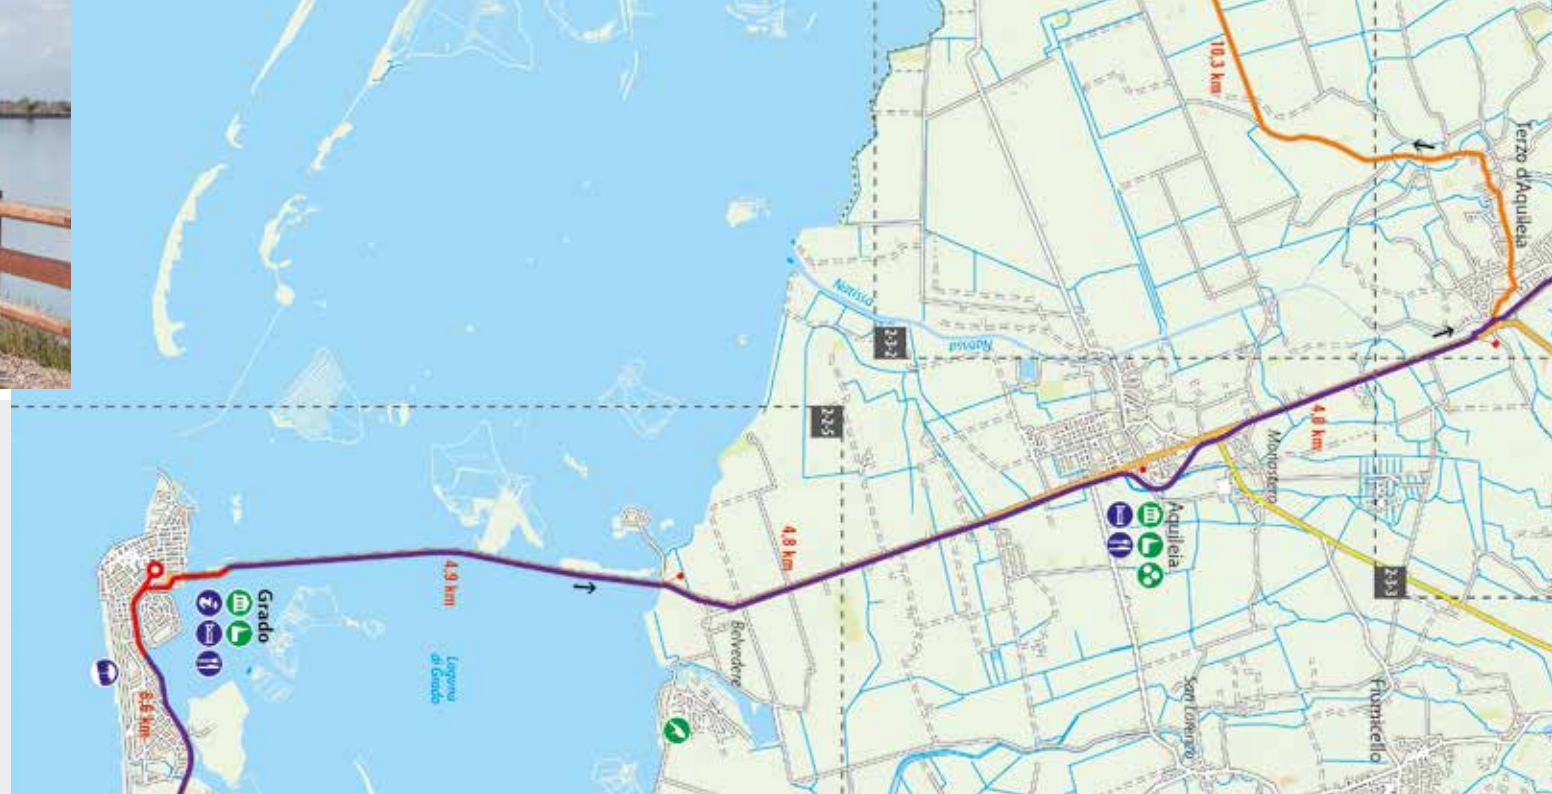 10,3 km
Terzo d'Aquileia
Natissa
Natissa
2-3-2
2-2-5
4,0 km
Monastero
Aquileia
2-3-3
4,8 km
4,9 km
Grado
Belvedere
Laguna
di Grado
San Lorenzo
Fiumicello
6,6 km